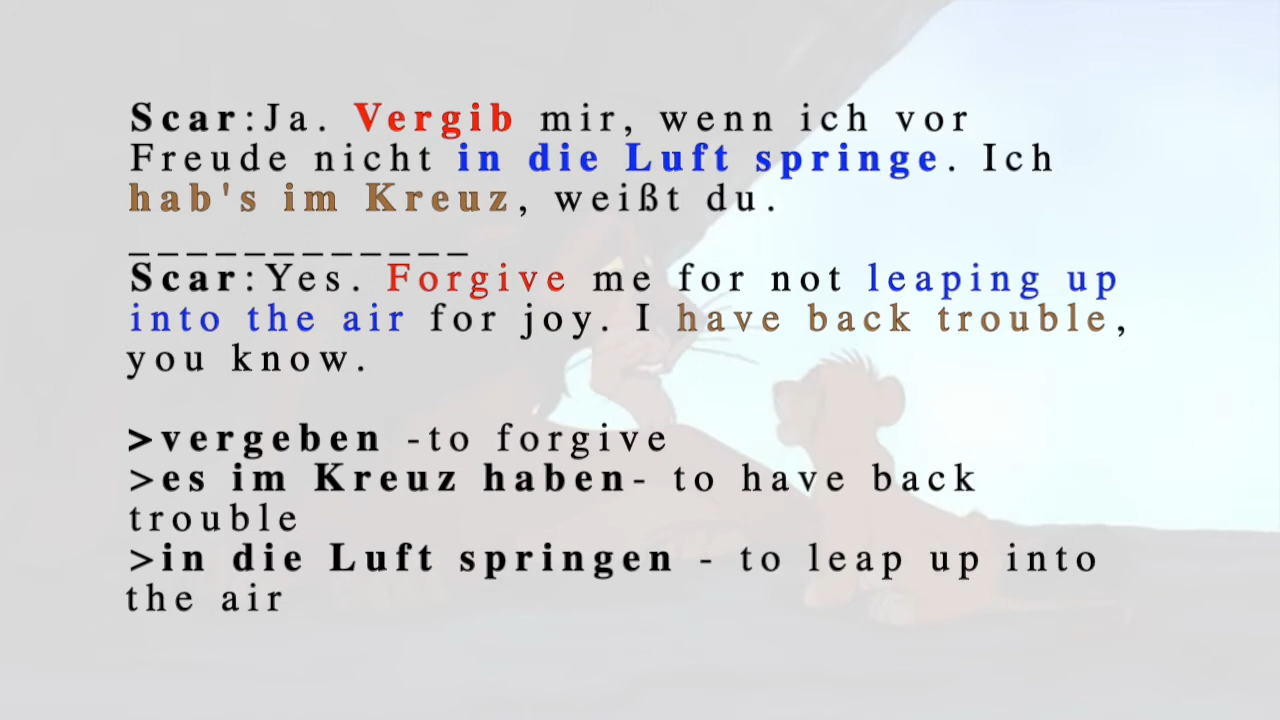 Scar:Ja. Vergib mir, wenn ich vor
Freude nicht in die Luft springe. Ich
hab's im Kreuz, weißt du.
____________
Scar:Yes. Forgive me for not leaping up
into the air for joy. I have back trouble,
you know.
>vergeben -to forgive
>es im Kreuz haben- to have back
trouble
>in die Luft springen - to leap up into
the air